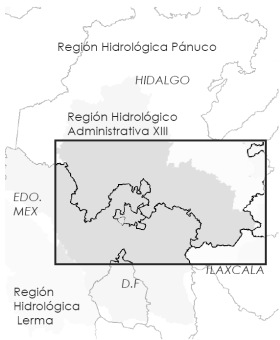 Región Hidrológica Pánuco
HIDALGO
Región Hidrológico
Administrativa XIII
EDO.
MEX
TLAXCALA
D.F
Región
Hidrológica
Lerma